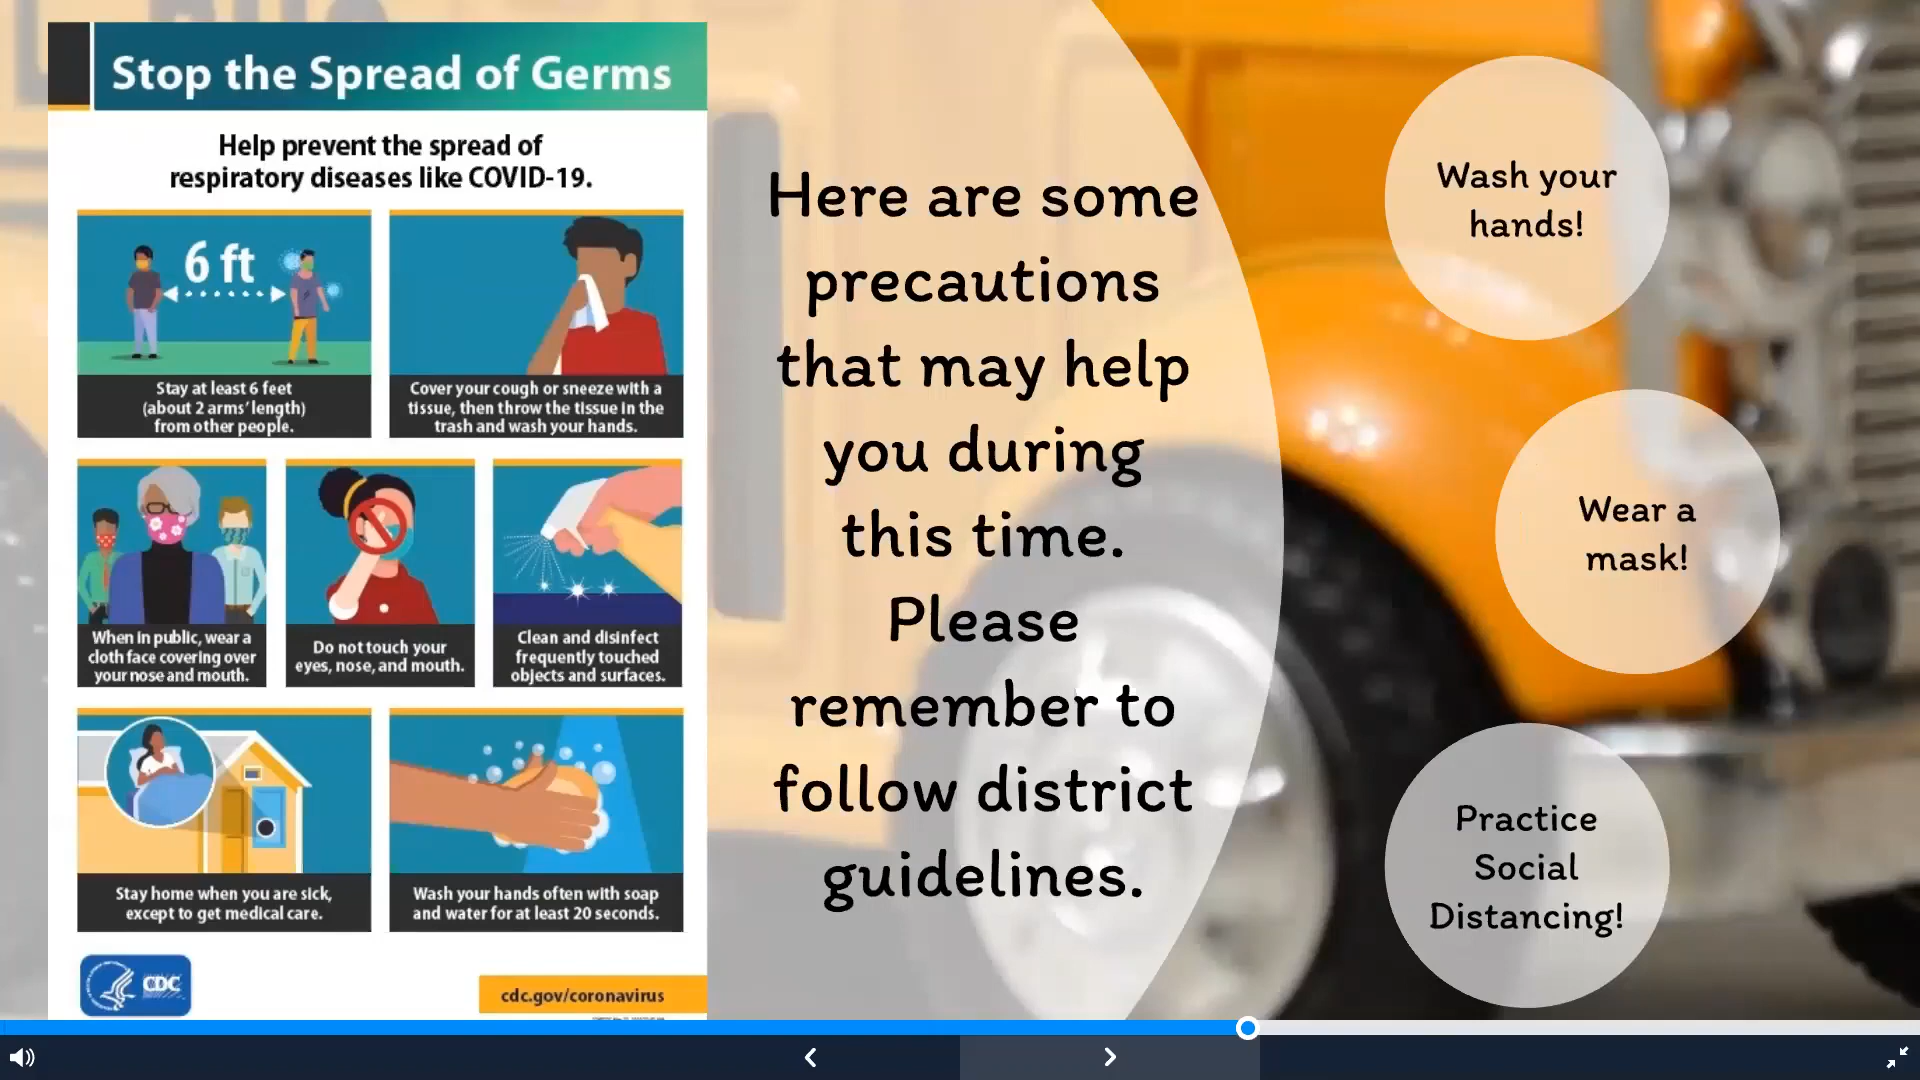 Stop the Spread of Germs
Help prevent the spread of
respiratory diseases like COVID-19.
6 ft
Stay at least 6 feet
(about 2 arms' length)
from other people.
Cover your cough or sneeze with a
tissue, then throw the tissue in the
trash and wash your hands.
When in public, wear a
cloth face covering over
your nose and mouth.
Do not touch your
eyes, nose, and mouth.
Clean and disinfect
frequently touched
objects and surfaces.
Stay home when you are sick,
except to get medical care.
Wash your hands often with soap
and water for at least 20 seconds.
CDC
cdc.gov/coronavirus
Here are some
precautions
that may help
you during
this time.
Please
remember to
follow district
guidelines.
Wash your
hands!
Wear a
mask!
Practice
Social
Distancing!